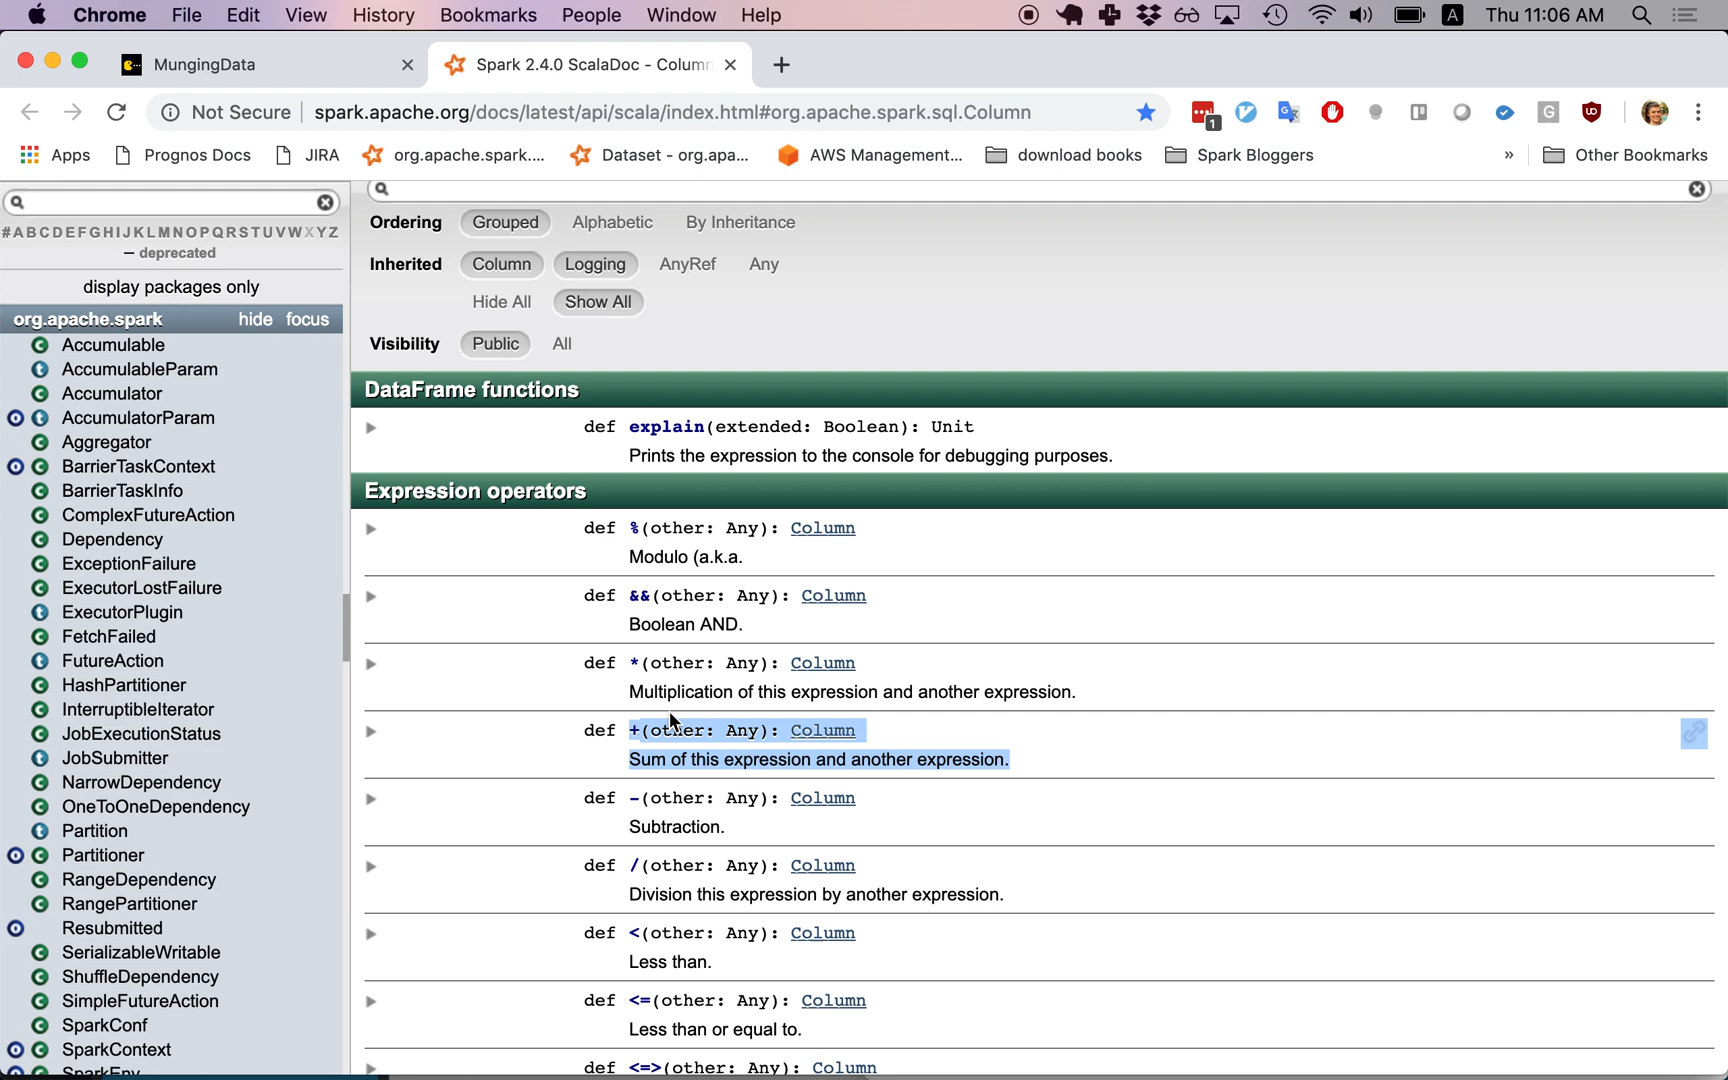 Chrome File Edit View History Bookmarks People Window Help A Thu 11:06 AM
MungingData
Spark 2.4.0 ScalaDoc - Colum
Not Secure spark.apache.org/docs/latest/api/scala/index.html#org.apache.spark.sql.Column
1 G
Apps Prognos Docs JIRA org.apache.spark.... Dataset - org.apa... AWS Management... download books Spark Bloggers » Other Bookmarks
#ABCDEFGHIJKLMNOPQRSTUVWXYZ
– deprecated
display packages only
org.apache.spark hide focus
Accumulable
AccumulableParam
Accumulator
AccumulatorParam
Aggregator
BarrierTaskContext
BarrierTaskInfo
ComplexFutureAction
Dependency
ExceptionFailure
ExecutorLostFailure
ExecutorPlugin
FetchFailed
FutureAction
HashPartitioner
InterruptibleIterator
JobExecutionStatus
JobSubmitter
NarrowDependency
OneToOneDependency
Partition
Partitioner
RangeDependency
RangePartitioner
Resubmitted
SerializableWritable
ShuffleDependency
SimpleFutureAction
SparkConf
SparkContext
SparkEnv
Ordering Grouped Alphabetic By Inheritance
Inherited Column Logging AnyRef Any
Hide All Show All
Visibility Public All
DataFrame functions
def explain(extended: Boolean): Unit
Prints the expression to the console for debugging purposes.
Expression operators
def %(other: Any): Column
Modulo (a.k.a.
def &&(other: Any): Column
Boolean AND.
def *(other: Any): Column
Multiplication of this expression and another expression.
def +(other: Any): Column
Sum of this expression and another expression.
def -(other: Any): Column
Subtraction.
def /(other: Any): Column
Division this expression by another expression.
def <(other: Any): Column
Less than.
def <=(other: Any): Column
Less than or equal to.
def <=>(other: Any): Column